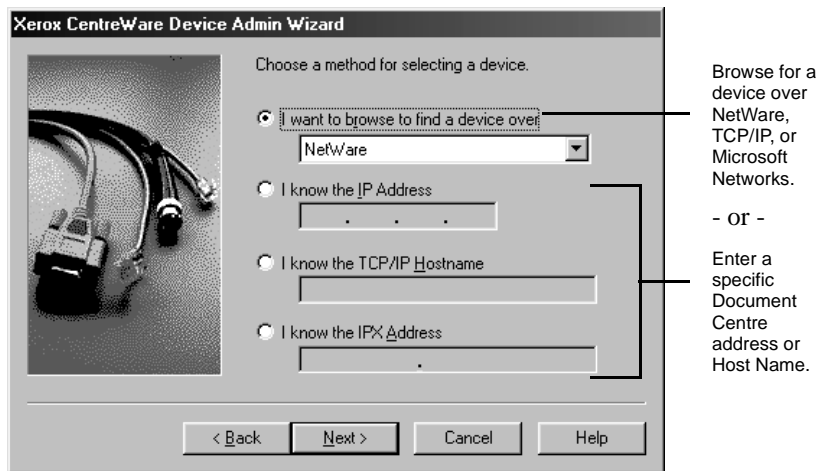 Xerox CentreWare Device Admin Wizard
Choose a method for selecting a device.
I want to browse to find a device over
NetWare
I know the IP Address
. . .
I know the TCP/IP Hostname
I know the IPX Address
.
< Back
Next >
Cancel
Help
Browse for a
device over
NetWare,
TCP/IP, or
Microsoft
Networks.
- or -
Enter a
specific
Document
Centre
address or
Host Name.